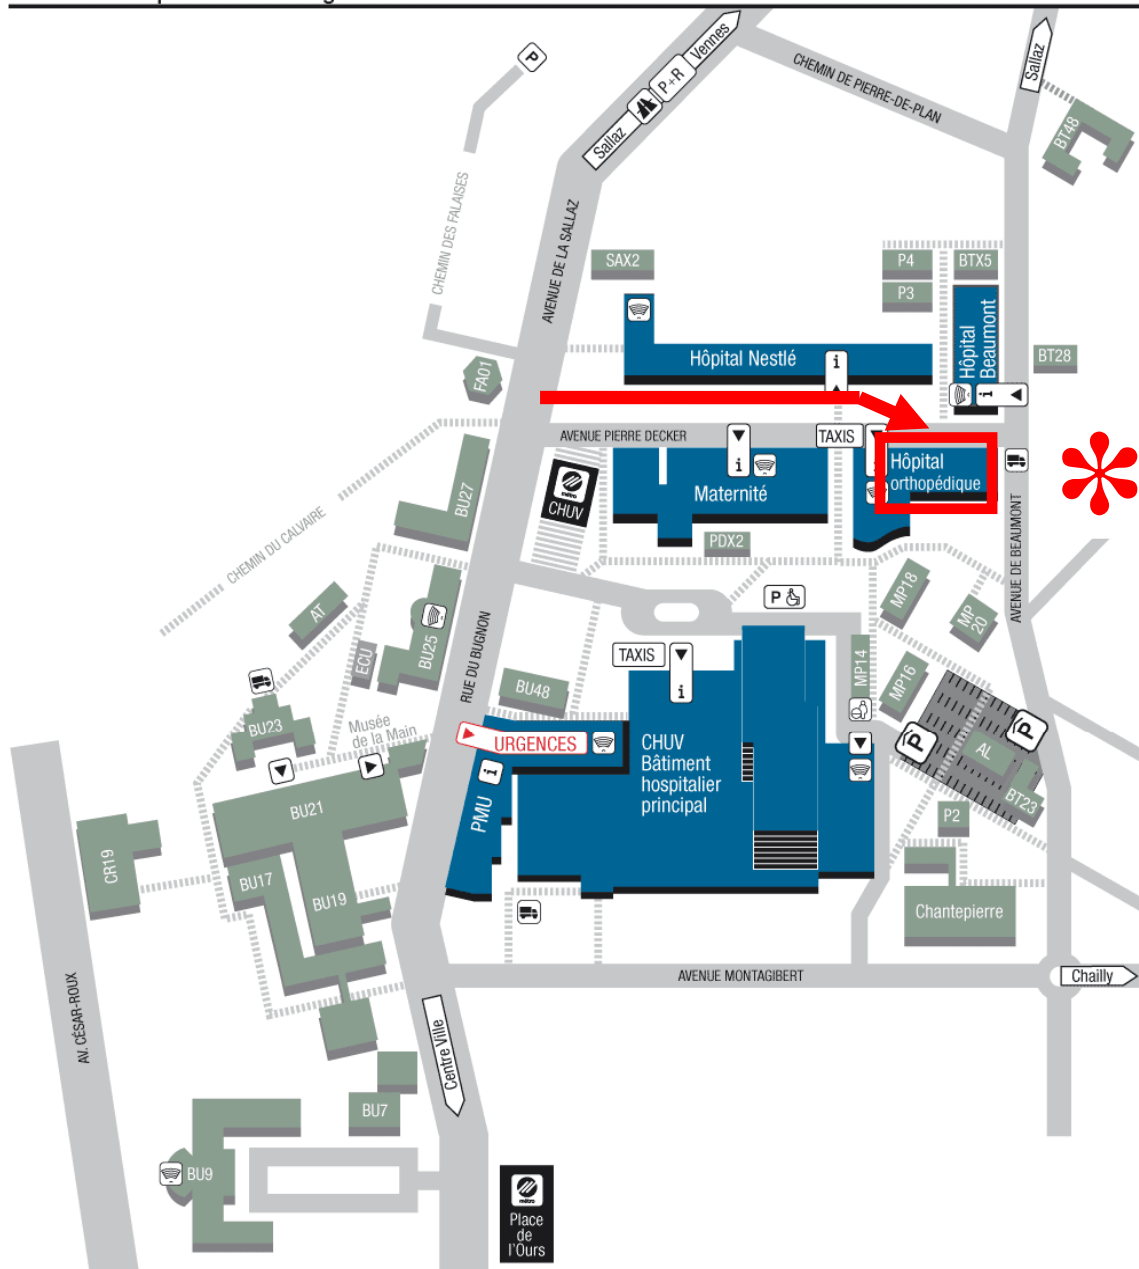 Sallaz
P+R
Vennes
Sallaz
P
CHEMIN DE PIERRE-DE-PLAN
BT48
CHEMIN DES FALAISES
AVENUE DE LA SALLAZ
SAX2
P4
BTX5
P3
Hôpital
Beaumont
i
Hôpital Nestlé
i
BT28
FA01
AVENUE PIERRE DECKER
TAXIS
i
Hôpital
orthopédique
i
Maternité
métro
CHUV
BU27
CHEMIN DU CALVAIRE
PDX2
AVENUE DE BEAUMONT
AT
ECU
BU25
RUE DU BUGNON
P
MP18
MP
20
TAXIS
i
MP14
MP16
BU48
BU23
Musée
de la Main
URGENCES
CHUV
Bâtiment
hospitalier
principal
P
P
AL
BT23
i
PMU
BU21
P2
CR19
BU17
BU19
Chantepierre
AVENUE MONTAGIBERT
Chailly
AV. CÉSAR-ROUX
Centre Ville
BU7
BU9
métro
Place
de
l'Ours